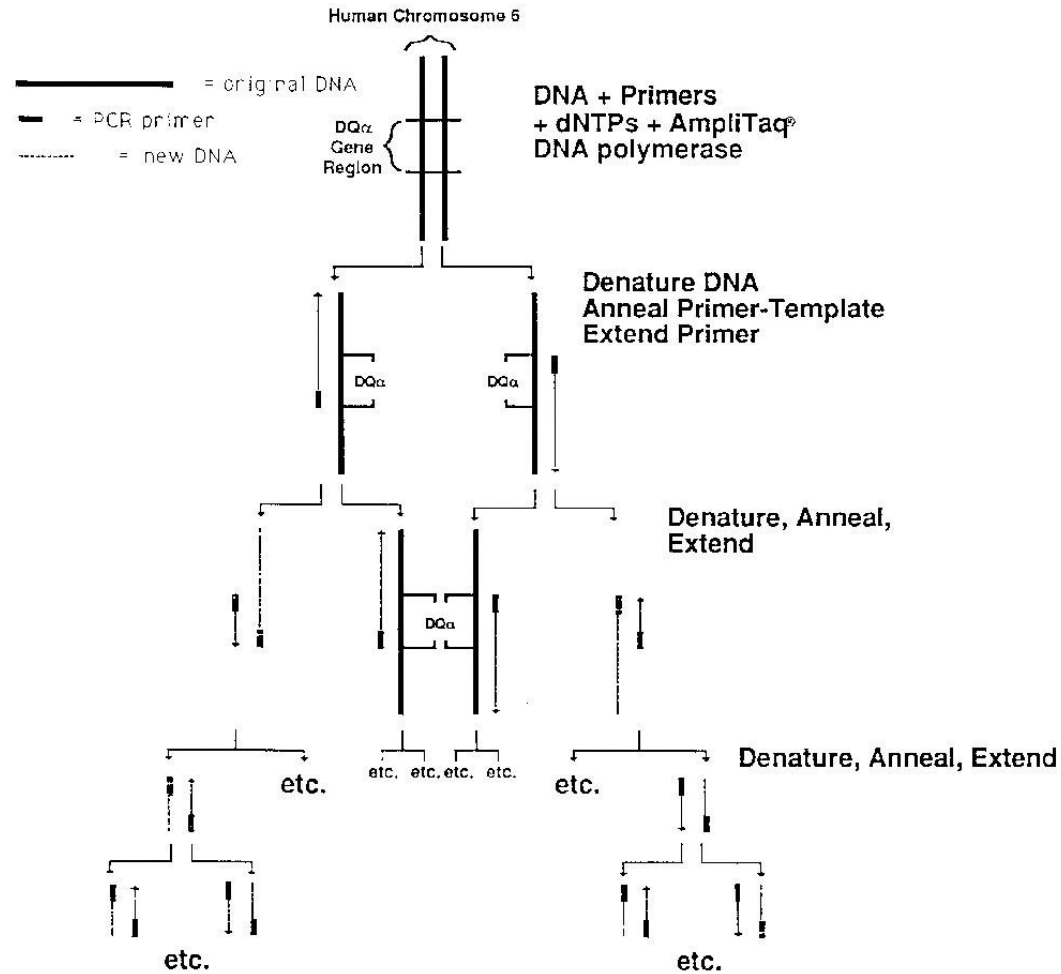 Human Chromosome 6
= original DNA
= PCR primer
= new DNA
DNA + Primers
+ dNTPs + AmpliTaq®
DNA polymerase
DQα
Gene
Region
Denature DNA
Anneal Primer-Template
Extend Primer
DQα
DQα
Denature, Anneal,
Extend
DQα
Denature, Anneal, Extend
etc.
etc. etc. etc. etc.
etc.
etc.
etc.